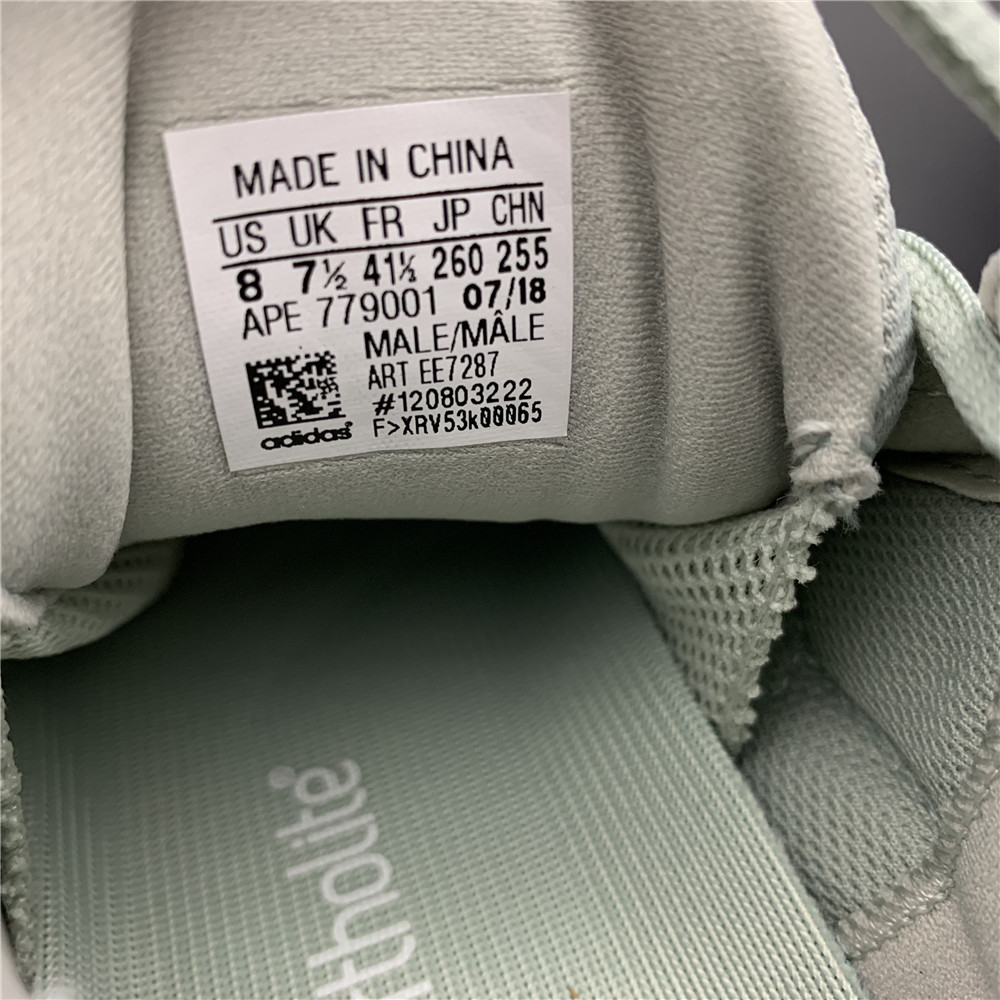 MADE IN CHINA
US UK FR JP CHN
8 7½ 41⅓ 260 255
APE 779001 07/18
MALE/MÂLE
ART EE7287
#120803222
F>XRV53k00065
adidas®
tholite®